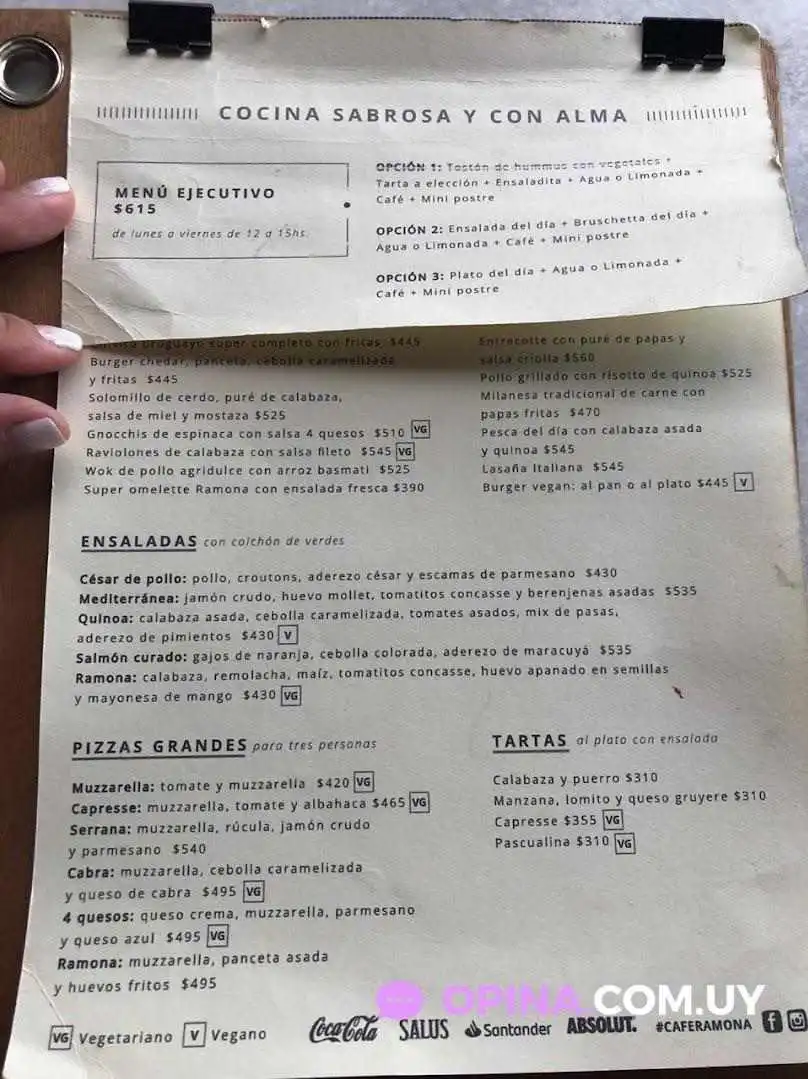 COCINA SABROSA Y CON ALMA
MENÚ EJECUTIVO
$615
de lunes a viernes de 12 a 15hs.
OPCIÓN 1: Tostón de hummus con vegetales +
Tarta a elección + Ensaladita + Agua o Limonada +
Café + Mini postre
OPCIÓN 2: Ensalada del día + Bruschetta del día +
Agua o Limonada + Café + Mini postre
OPCIÓN 3: Plato del día + Agua o Limonada +
Café + Mini postre
uruguayo super completo con fritas $445
Burger chedar, panceta, cebolla caramelizada
y fritas $445
Solomillo de cerdo, puré de calabaza,
salsa de miel y mostaza $525
Gnocchis de espinaca con salsa 4 quesos $510 VG
Raviolones de calabaza con salsa fileto $545 VG
Wok de pollo agridulce con arroz basmati $525
Super omelette Ramona con ensalada fresca $390
Entrecotte con puré de papas y
salsa criolla $560
Pollo grillado con risotto de quinoa $525
Milanesa tradicional de carne con
papas fritas $470
Pesca del día con calabaza asada
y quinoa $545
Lasaña Italiana $545
Burger vegan: al pan o al plato $445 V
ENSALADAS con colchón de verdes
César de pollo: pollo, croutons, aderezo césar y escamas de parmesano $430
Mediterránea: jamón crudo, huevo mollet, tomatitos concasse y berenjenas asadas $535
Quinoa: calabaza asada, cebolla caramelizada, tomates asados, mix de pasas,
aderezo de pimientos $430 V
Salmón curado: gajos de naranja, cebolla colorada, aderezo de maracuyá $535
Ramona: calabaza, remolacha, maíz, tomatitos concasse, huevo apanado en semillas
y mayonesa de mango $430 VG
PIZZAS GRANDES para tres personas
Muzzarella: tomate y muzzarella $420 VG
Capresse: muzzarella, tomate y albahaca $465 VG
Serrana: muzzarella, rúcula, jamón crudo
y parmesano $540
Cabra: muzzarella, cebolla caramelizada
y queso de cabra $495 VG
4 quesos: queso crema, muzzarella, parmesano
y queso azul $495 VG
Ramona: muzzarella, panceta asada
y huevos fritos $495
TARTAS al plato con ensalada
Calabaza y puerro $310
Manzana, lomito y queso gruyere $310
Capresse $355 VG
Pascualina $310 VG
OPINA.COM.UY
VG Vegetariano V Vegano
Coca-Cola SALUS Santander ABSOLUT. #CAFERAMONA